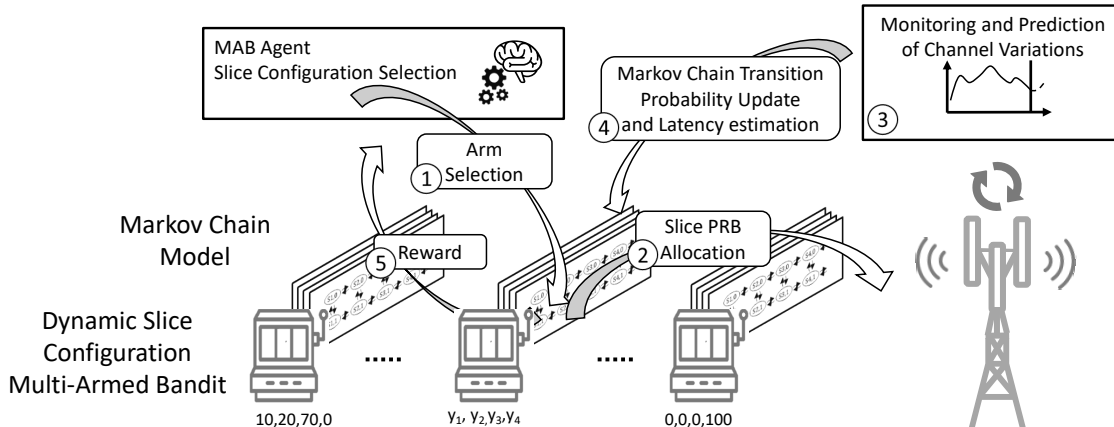 MAB Agent
Slice Configuration Selection
Monitoring and Prediction
of Channel Variations
3
Markov Chain Transition
Probability Update
and Latency estimation
4
Arm
Selection
1
Markov Chain
Model
Reward
5
Slice PRB
Allocation
2
Dynamic Slice
Configuration
Multi-Armed Bandit
.....
.....
10,20,70,0
y₁, y₂,y₃,y₄
0,0,0,100